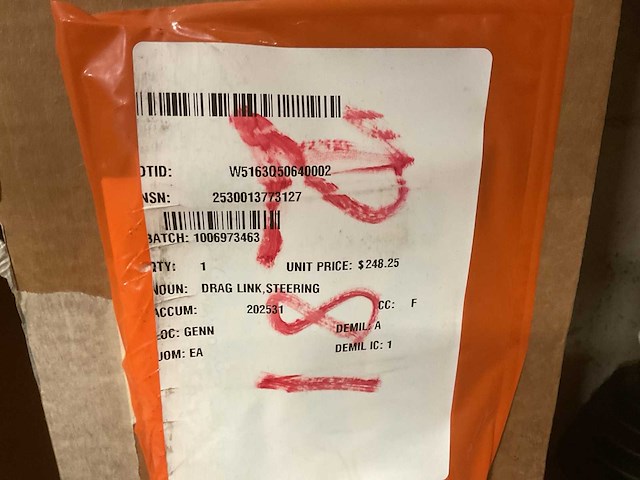 DTID: W5163Q50640002
NSN: 2530013773127
BATCH: 1006973463
QTY: 1 UNIT PRICE: $248.25
NOUN: DRAG LINK,STEERING
ACCUM: 202531 CC: F
LOC: GENN DEMIL: A
UOM: EA DEMIL IC: 1